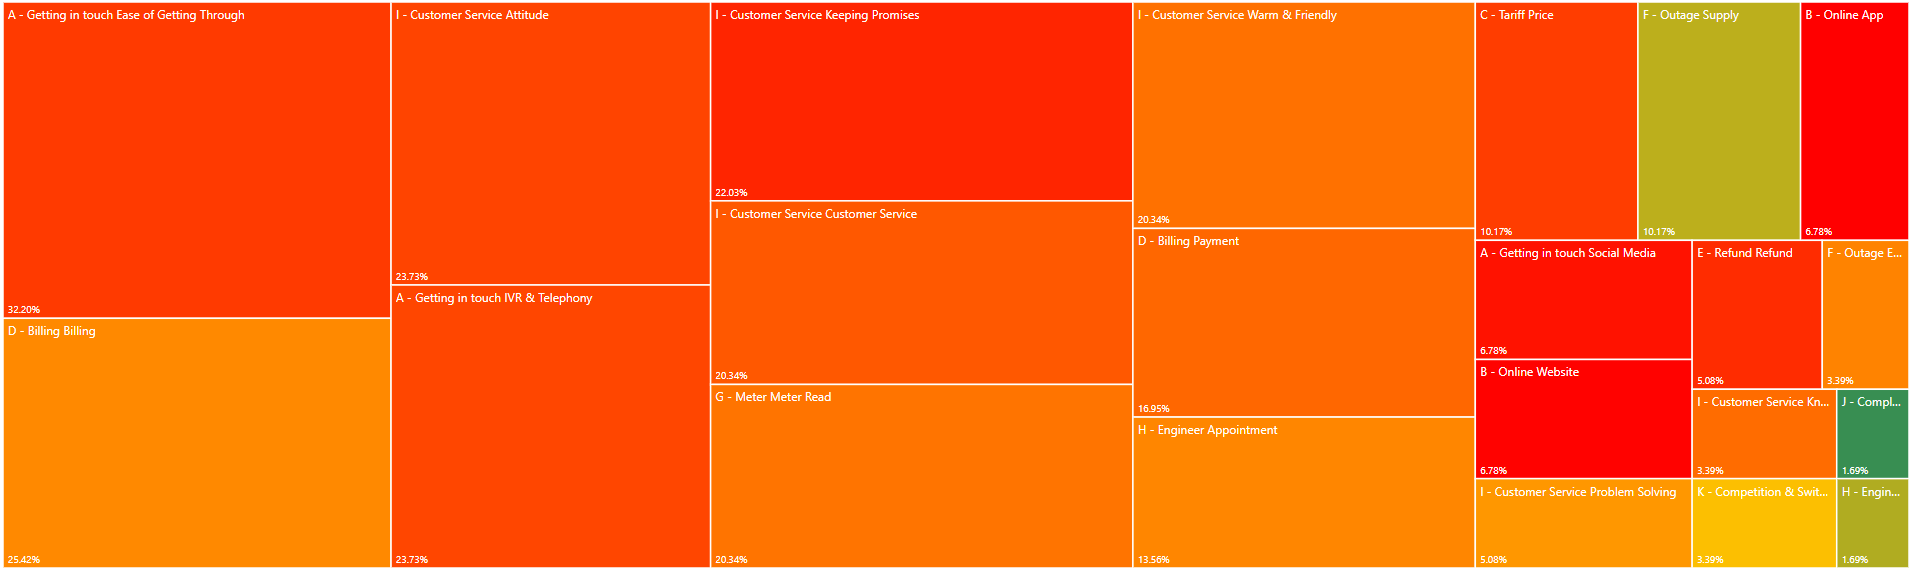 A - Getting in touch Ease of Getting Through
32.20%
D - Billing Billing
25.42%
I - Customer Service Attitude
23.73%
A - Getting in touch IVR & Telephony
23.73%
I - Customer Service Keeping Promises
22.03%
I - Customer Service Customer Service
20.34%
G - Meter Meter Read
20.34%
I - Customer Service Warm & Friendly
20.34%
D - Billing Payment
16.95%
H - Engineer Appointment
13.56%
C - Tariff Price
10.17%
F - Outage Supply
10.17%
B - Online App
6.78%
A - Getting in touch Social Media
6.78%
B - Online Website
6.78%
I - Customer Service Problem Solving
5.08%
E - Refund Refund
5.08%
F - Outage E...
3.39%
I - Customer Service Kn...
3.39%
J - Compl...
1.69%
K - Competition & Swit...
3.39%
H - Engin...
1.69%